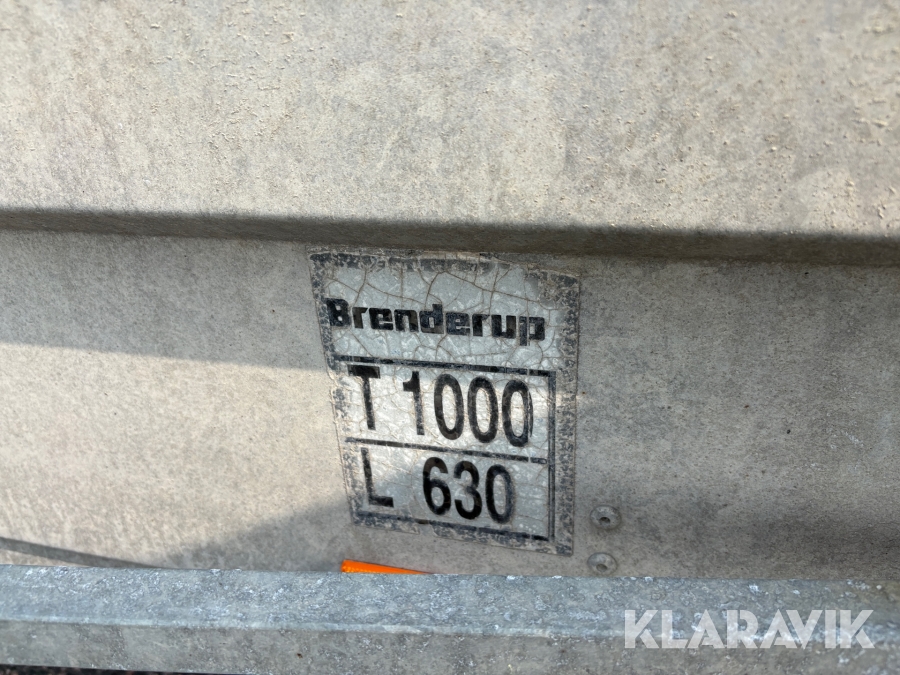 Brenderup
T 1000
L 630
KLARAVIK